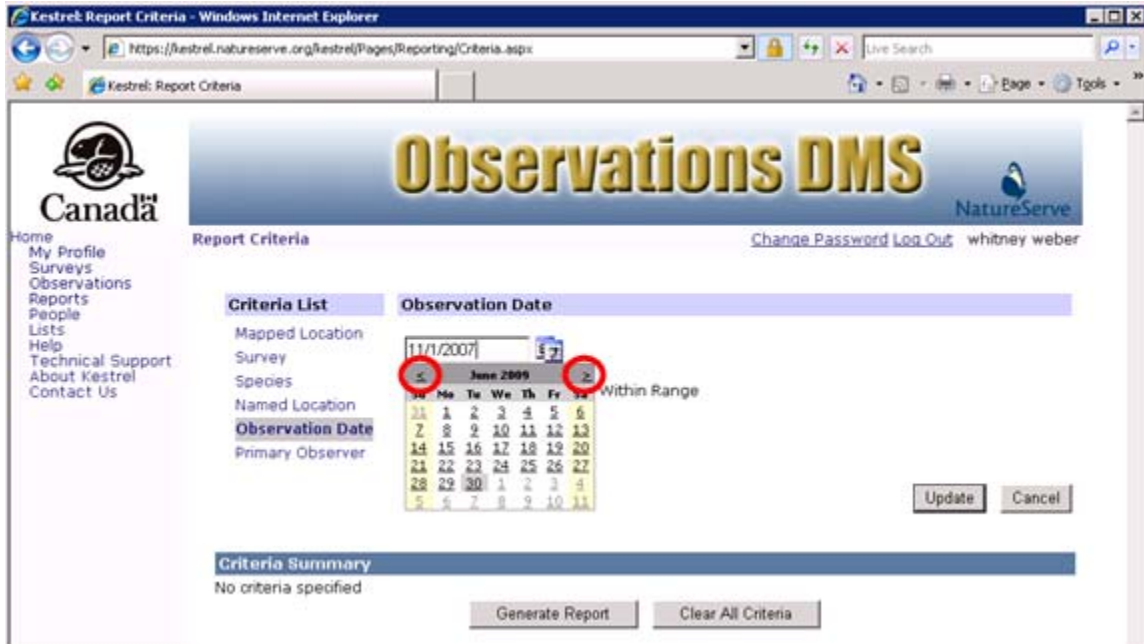 Kestrel: Report Criteria - Windows Internet Explorer
https://kestrel.natureserve.org/kestrel/Pages/Reporting/Criteria.aspx
Live Search
Kestrel: Report Criteria
Page
Tools
Canada
Observations DMS
NatureServe
Home
My Profile
Surveys
Observations
Reports
People
Lists
Help
Technical Support
About Kestrel
Contact Us
Report Criteria
Change Password Log Out whitney weber
Criteria List
Mapped Location
Survey
Species
Named Location
Observation Date
Primary Observer
Observation Date
11/1/2007
< June 2009 >
Su Mo Tu We Th Fr Sa
31 1 2 3 4 5 6
7 8 9 10 11 12 13
14 15 16 17 18 19 20
21 22 23 24 25 26 27
28 29 30 1 2 3 4
5 6 7 8 9 10 11
Within Range
Update Cancel
Criteria Summary
No criteria specified
Generate Report Clear All Criteria